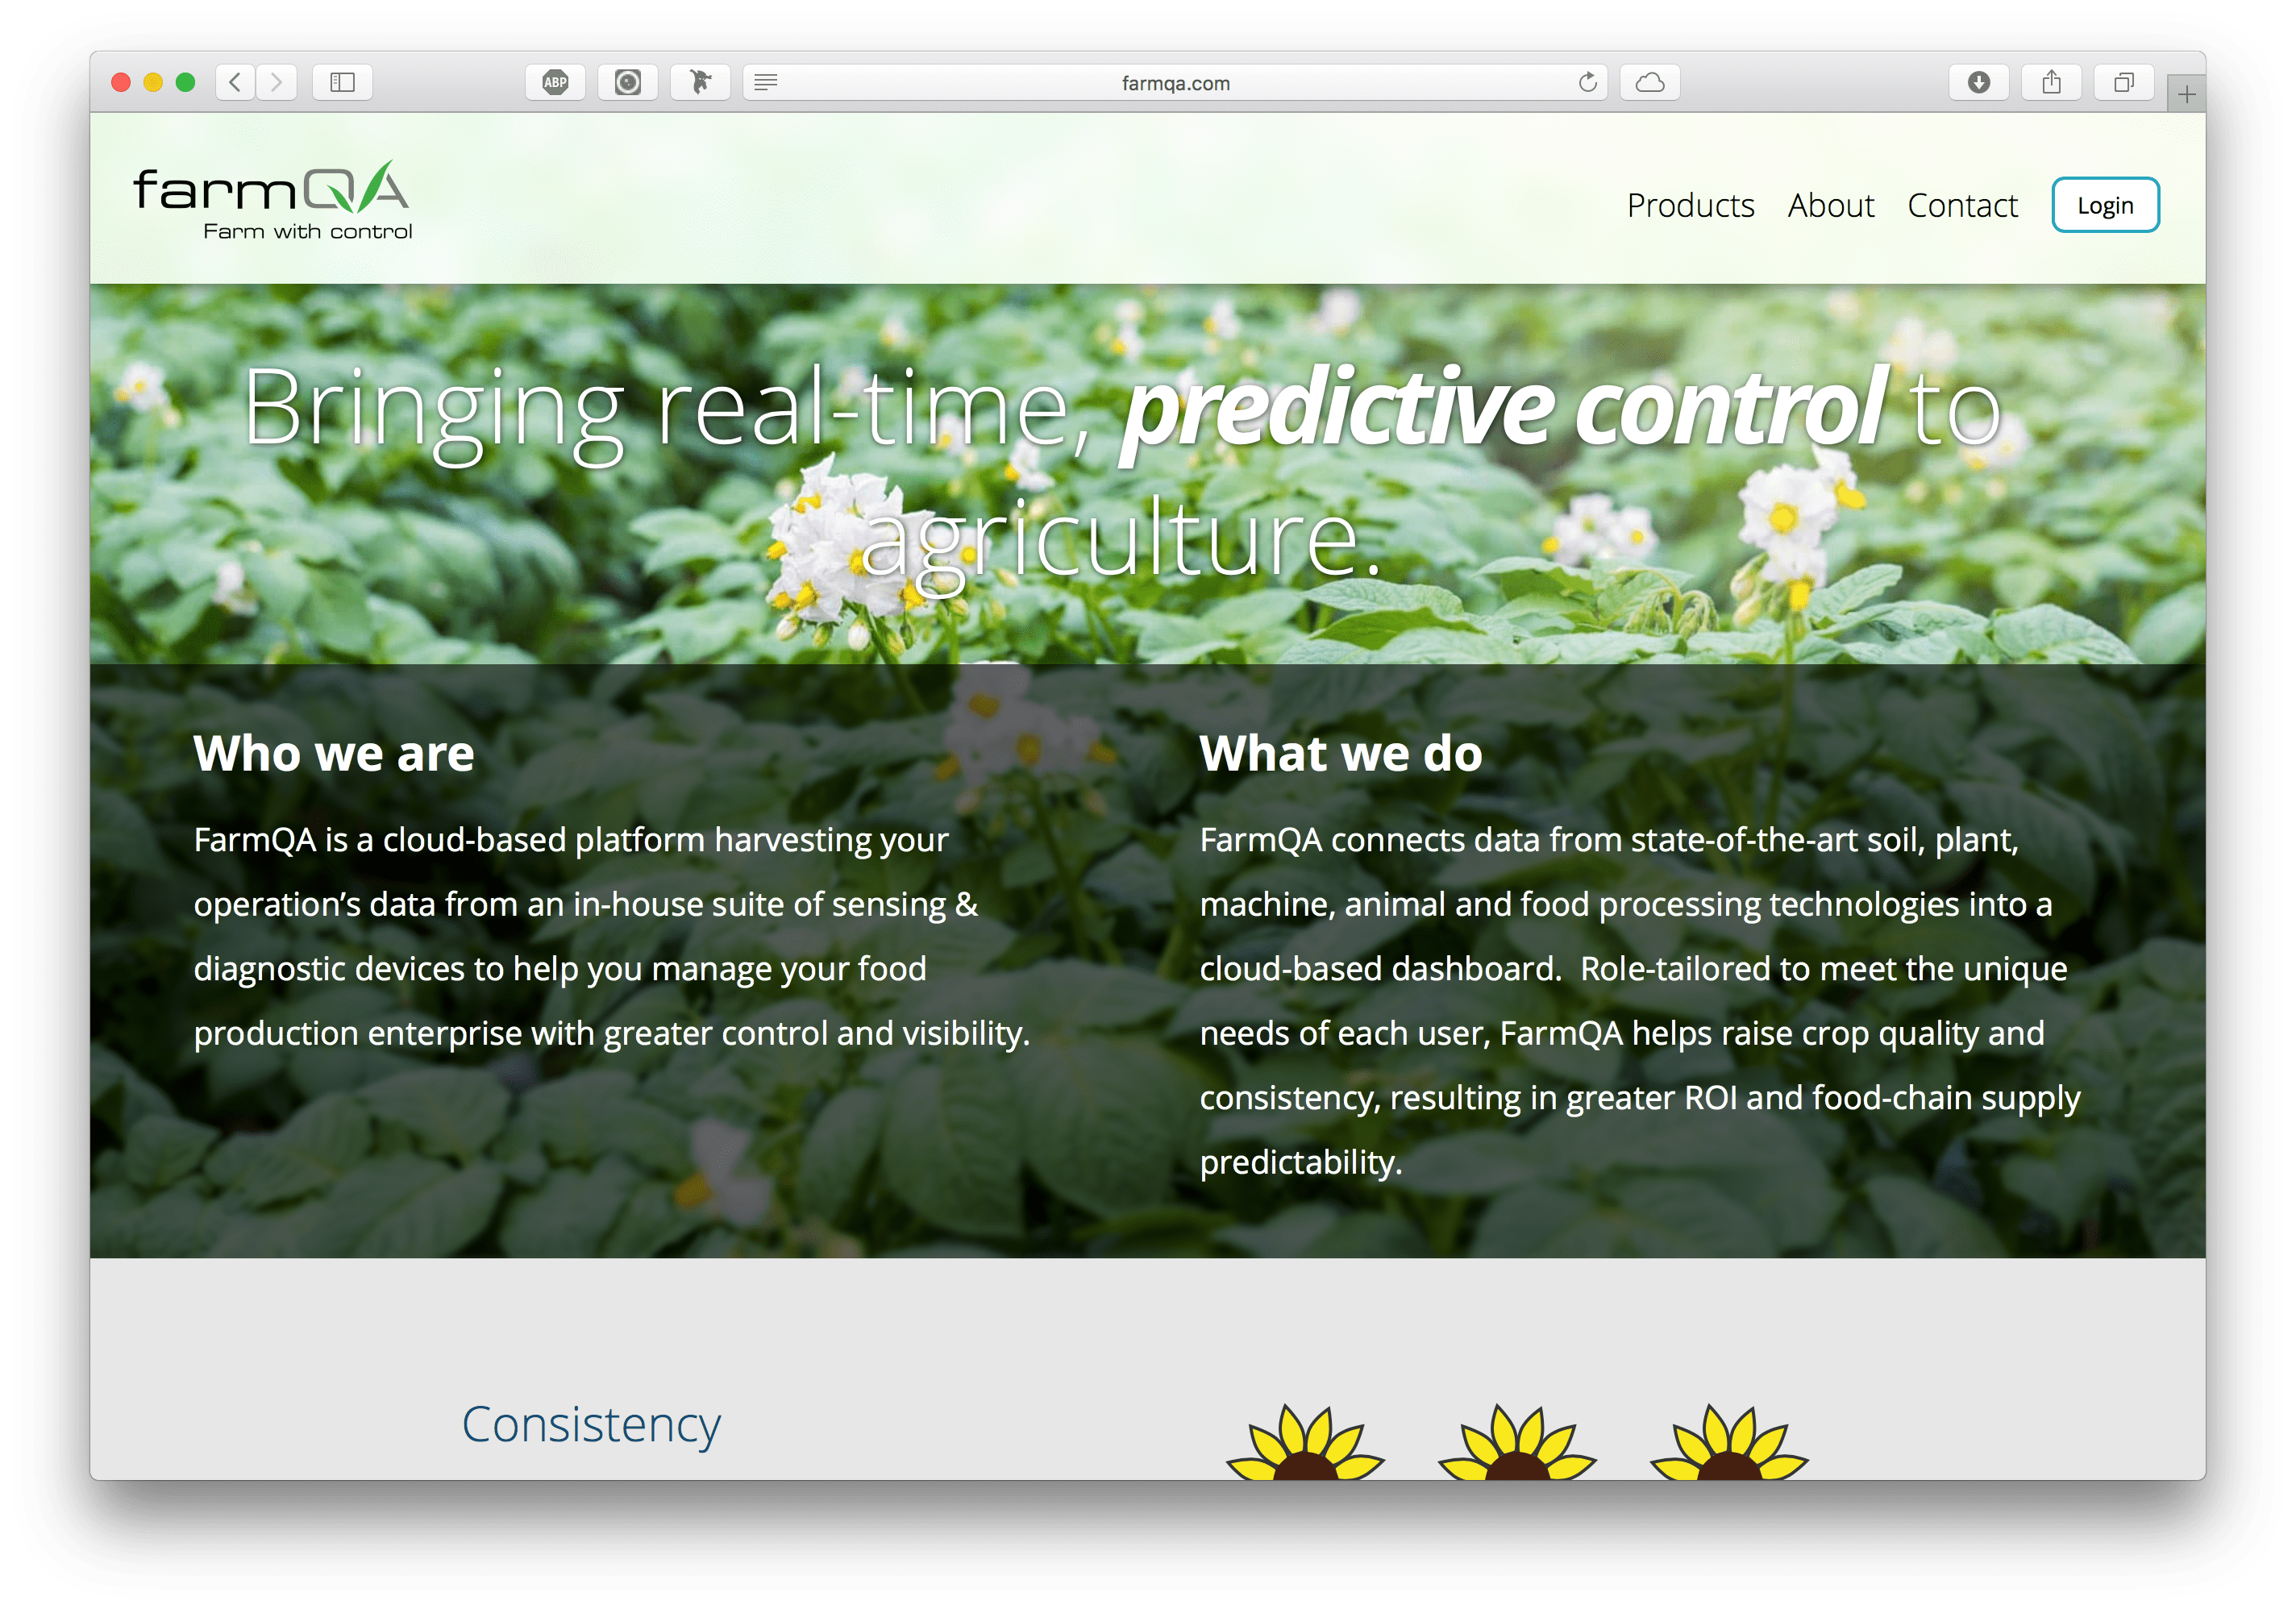 ABP
farmqa.com
farmQA
Farm with control
Products About Contact Login
Bringing real-time, predictive control to
agriculture.
Who we are
FarmQA is a cloud-based platform harvesting your
operation’s data from an in-house suite of sensing &
diagnostic devices to help you manage your food
production enterprise with greater control and visibility.
What we do
FarmQA connects data from state-of-the-art soil, plant,
machine, animal and food processing technologies into a
cloud-based dashboard.  Role-tailored to meet the unique
needs of each user, FarmQA helps raise crop quality and
consistency, resulting in greater ROI and food-chain supply
predictability.
Consistency